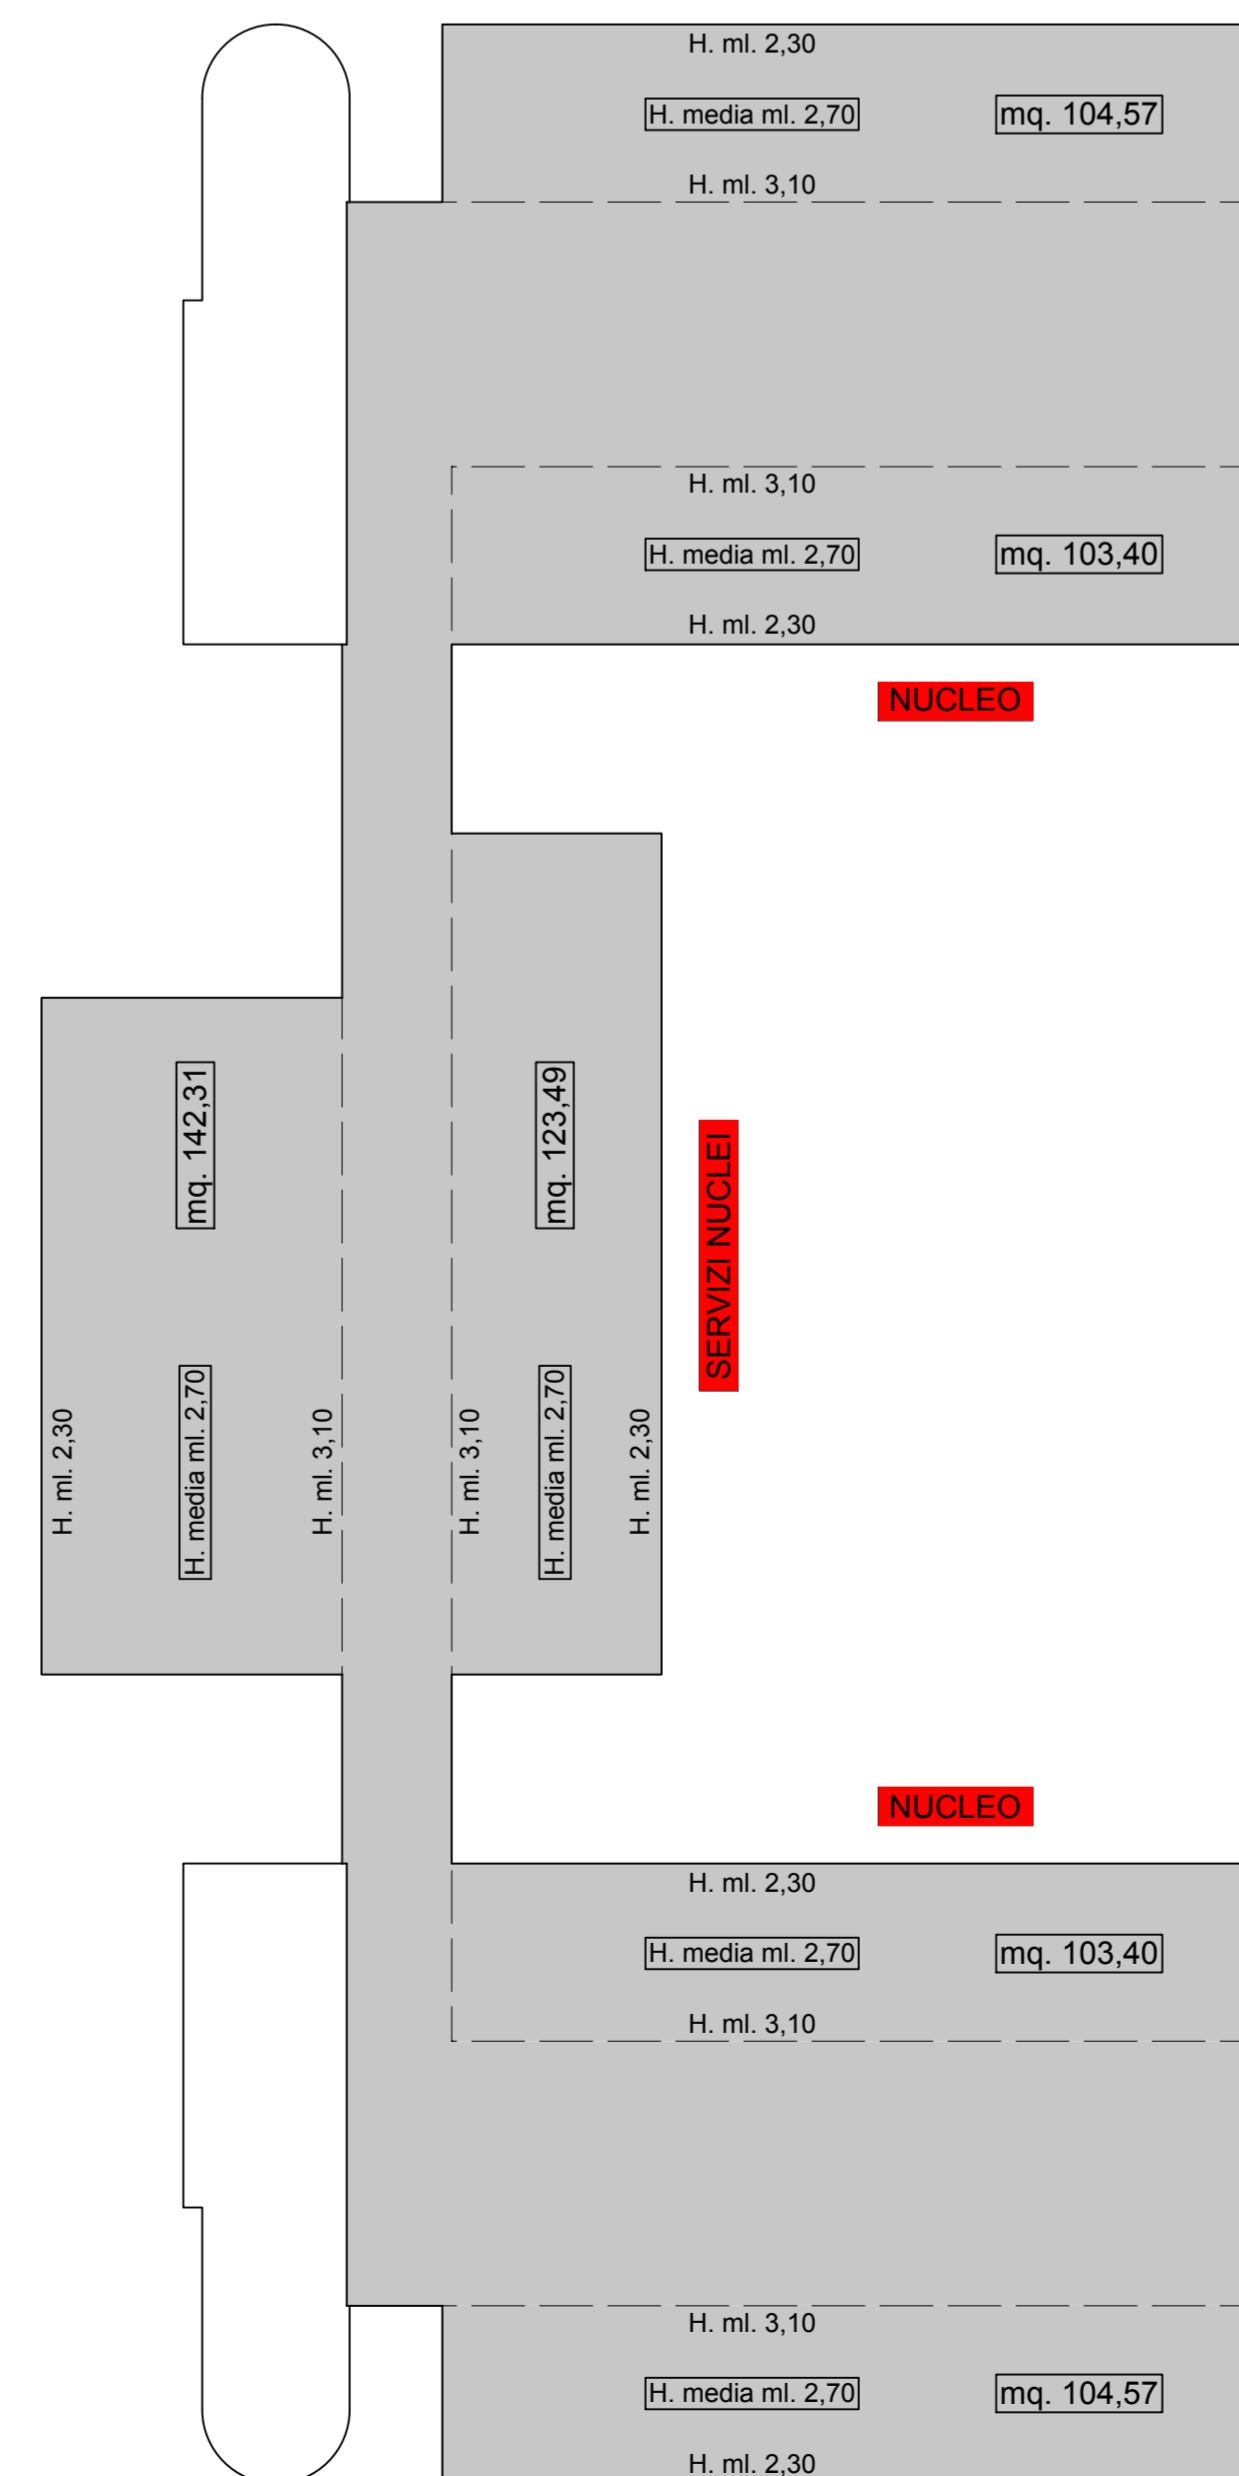 H. ml. 2,30
H. media ml. 2,70
mq. 104,57
H. ml. 3,10
H. ml. 3,10
H. media ml. 2,70
mq. 103,40
H. ml. 2,30
NUCLEO
mq. 142,31
mq. 123,49
SERVIZI NUCLEI
H. ml. 2,30
H. media ml. 2,70
H. ml. 3,10
H. ml. 3,10
H. media ml. 2,70
H. ml. 2,30
NUCLEO
H. ml. 2,30
H. media ml. 2,70
mq. 103,40
H. ml. 3,10
H. ml. 3,10
H. media ml. 2,70
mq. 104,57
H. ml. 2,30